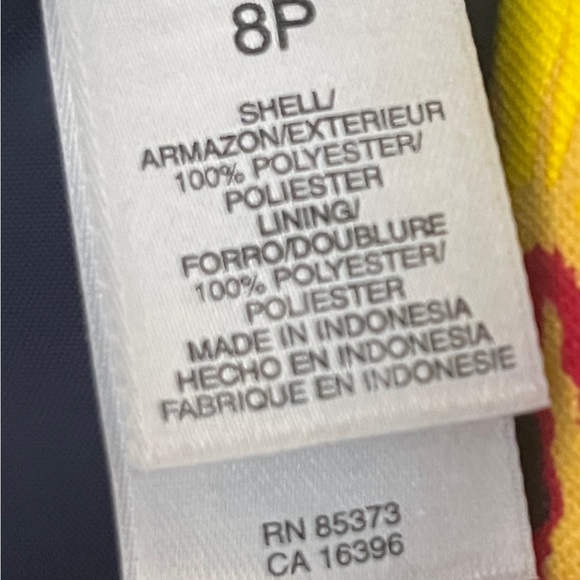 8P
SHELL/
ARMAZON/EXTERIEUR
100% POLYESTER/
POLIESTER
LINING/
FORRO/DOUBLURE
100% POLYESTER/
POLIESTER
MADE IN INDONESIA
HECHO EN INDONESIA
FABRIQUE EN INDONESIE
RN 85373
CA 16396